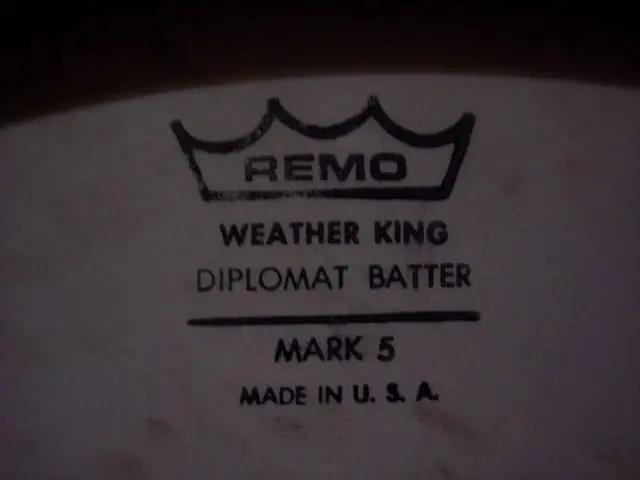 REMO
WEATHER KING
DIPLOMAT BATTER
MARK 5
MADE IN U. S. A.